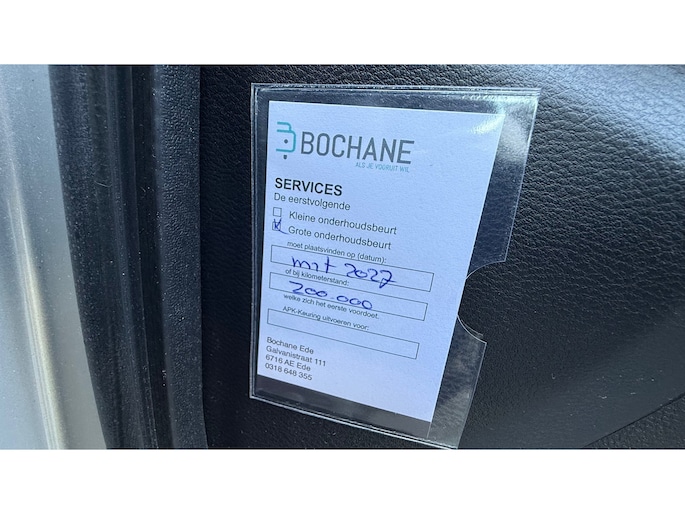 BOCHANE
ALS JE VOORUIT WIL
SERVICES
De eerstvolgende
Kleine onderhoudsbeurt
Grote onderhoudsbeurt
moet plaatsvinden op (datum):
mrt 2027
of bij kilometerstand:
200.000
welke zich het eerste voordoet.
APK-Keuring uitvoeren voor:
Bochane Ede
Galvanistraat 111
6716 AE Ede
0318 648 355